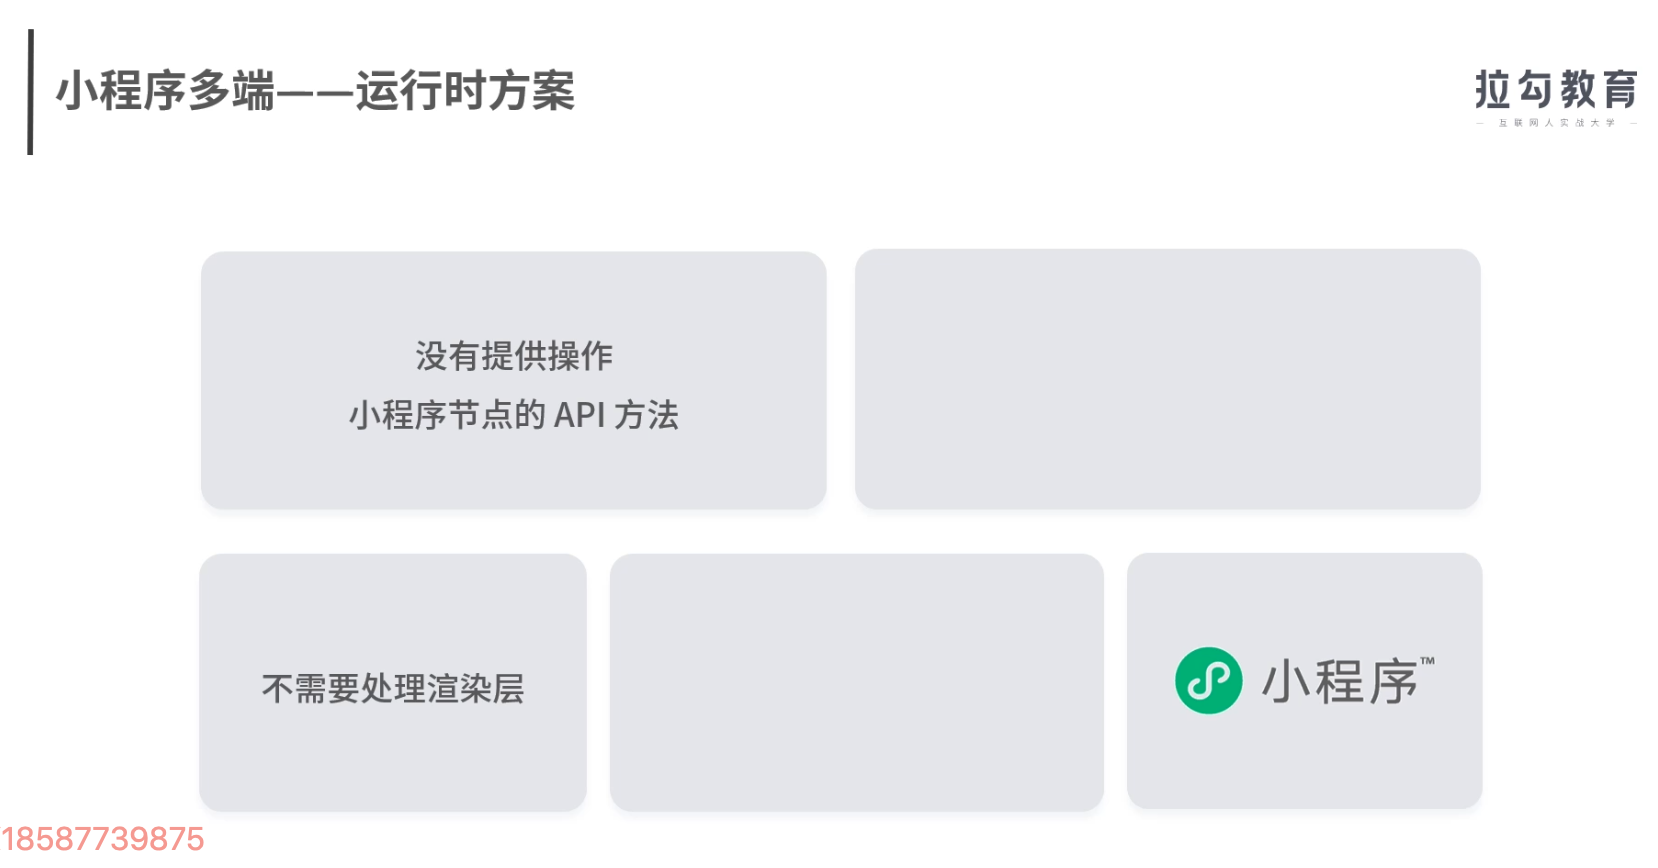 小程序多端——运行时方案
拉勾教育
— 互联网人实战大学 —
没有提供操作
小程序节点的 API 方法
不需要处理渲染层
小程序™
18587739875